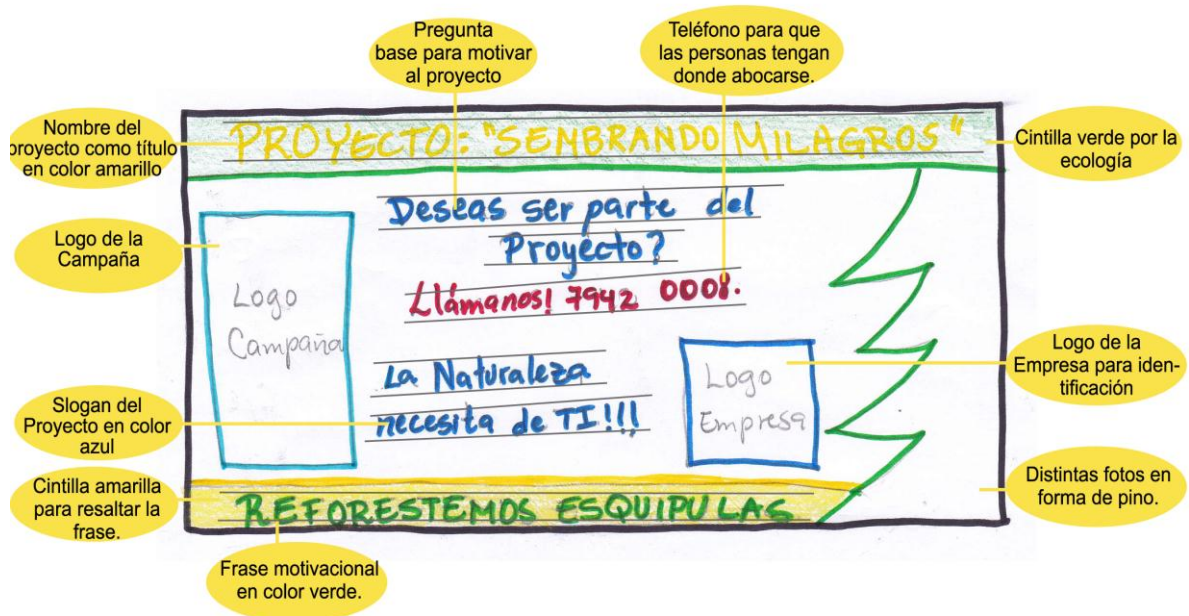 Pregunta
base para motivar
al proyecto
Teléfono para que
las personas tengan
donde abocarse.
Nombre del
proyecto como título
en color amarillo
PROYECTO: "SEMBRANDO MILAGROS"
Cintilla verde por la
ecología
Deseas ser parte del
Proyecto?
Llámanos! 7942 0008.
Logo de la
Campaña
Logo
Campaña
La Naturaleza
necesita de TI!!!
Logo
Empresa
Logo de la
Empresa para iden-
tificación
Slogan del
Proyecto en color
azul
Cintilla amarilla
para resaltar la
frase.
REFORESTEMOS ESQUIPULAS
Distintas fotos en
forma de pino.
Frase motivacional
en color verde.